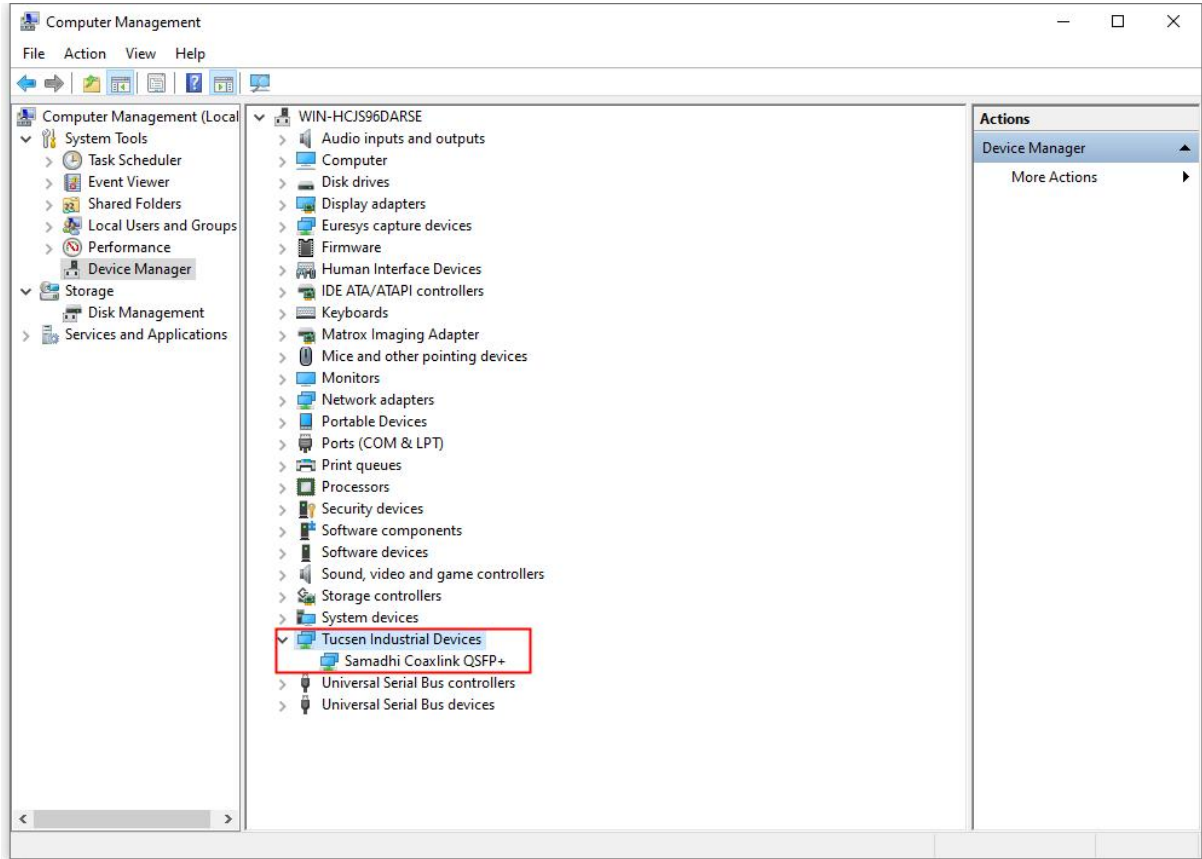 Computer Management
File Action View Help
Computer Management (Local
System Tools
Task Scheduler
Event Viewer
Shared Folders
Local Users and Groups
Performance
Device Manager
Storage
Disk Management
Services and Applications
WIN-HCJS96DARSE
Audio inputs and outputs
Computer
Disk drives
Display adapters
Euresys capture devices
Firmware
Human Interface Devices
IDE ATA/ATAPI controllers
Keyboards
Matrox Imaging Adapter
Mice and other pointing devices
Monitors
Network adapters
Portable Devices
Ports (COM & LPT)
Print queues
Processors
Security devices
Software components
Software devices
Sound, video and game controllers
Storage controllers
System devices
Tucsen Industrial Devices
Samadhi Coaxlink QSFP+
Universal Serial Bus controllers
Universal Serial Bus devices
Actions
Device Manager
More Actions